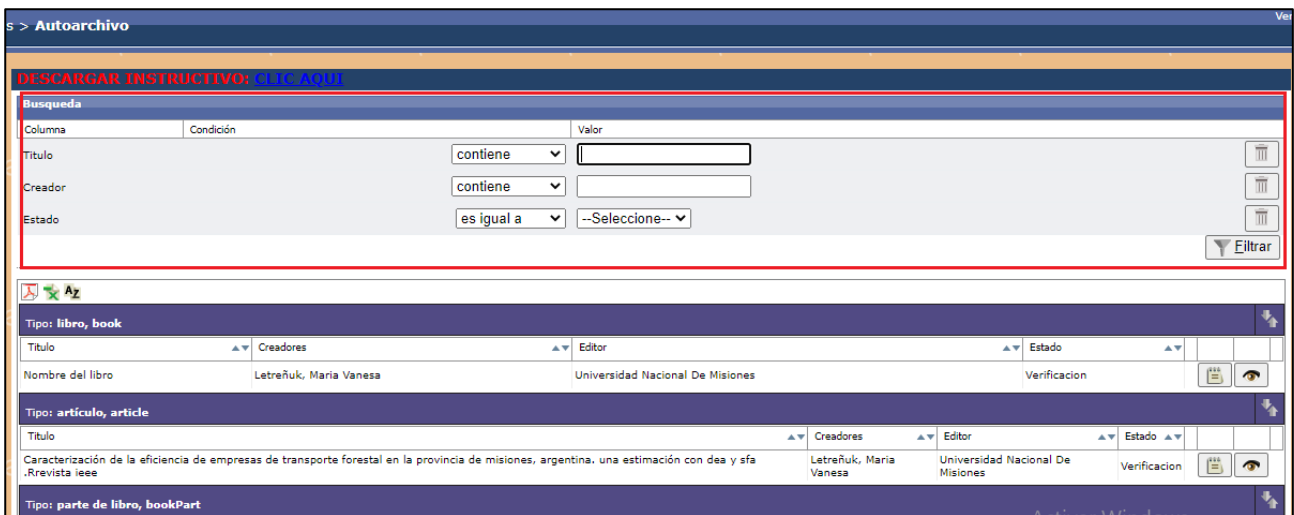 s > Autoarchivo
Ver
DESCARGAR INSTRUCTIVO: CLIC AQUI
Busqueda
Columna Condición Valor
Titulo contiene
Creador contiene
Estado es igual a --Seleccione--
Filtrar
AZ
Tipo: libro, book
Titulo Creadores Editor Estado
Nombre del libro Letreñuk, Maria Vanesa Universidad Nacional De Misiones Verificacion
Tipo: artículo, article
Titulo Creadores Editor Estado
Caracterización de la eficiencia de empresas de transporte forestal en la provincia de misiones, argentina. una estimación con dea y sfa
.Rrevista ieee
Letreñuk, Maria
Vanesa
Universidad Nacional De
Misiones
Verificacion
Tipo: parte de libro, bookPart